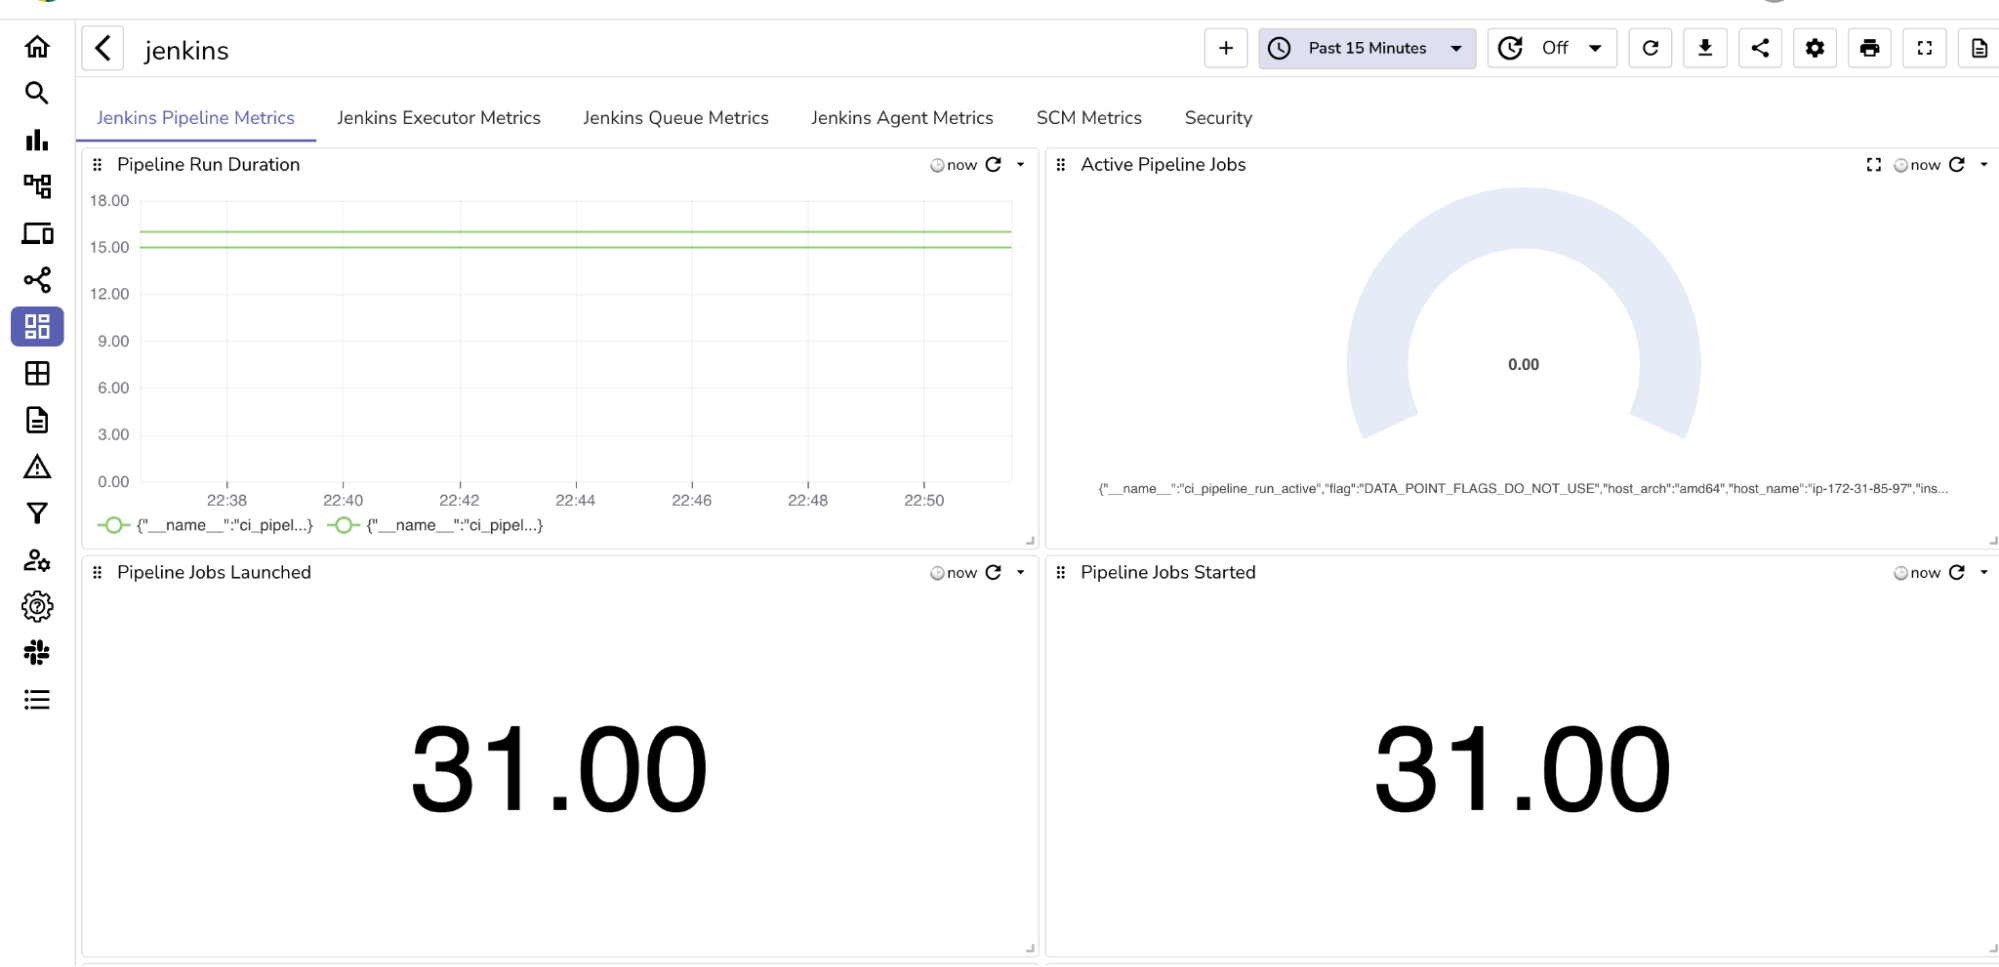 jenkins
Past 15 Minutes
Off
Jenkins Pipeline Metrics
Jenkins Executor Metrics
Jenkins Queue Metrics
Jenkins Agent Metrics
SCM Metrics
Security
Pipeline Run Duration
now
18.00
15.00
12.00
9.00
6.00
3.00
0.00
22:38
22:40
22:42
22:44
22:46
22:48
22:50
{"__name__":"ci_pipel...}
{"__name__":"ci_pipel...}
Active Pipeline Jobs
now
0.00
{"__name__":"ci_pipeline_run_active","flag":"DATA_POINT_FLAGS_DO_NOT_USE","host_arch":"amd64","host_name":"ip-172-31-85-97","ins...
Pipeline Jobs Launched
now
31.00
Pipeline Jobs Started
now
31.00